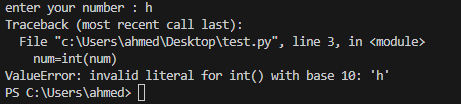 enter your number : h
Traceback (most recent call last):
  File "c:\Users\ahmed\Desktop\test.py", line 3, in <module>
    num=int(num)
ValueError: invalid literal for int() with base 10: 'h'
PS C:\Users\ahmed>